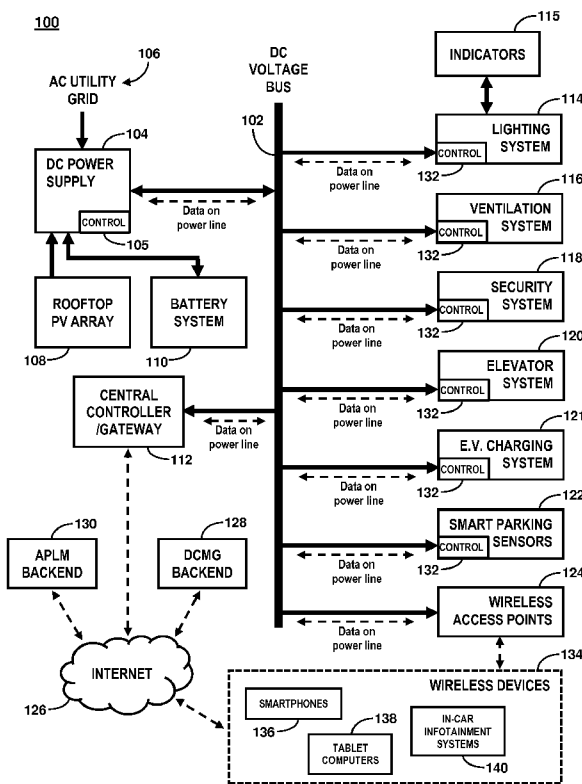 100
106
AC UTILITY
GRID
104
DC POWER
SUPPLY
CONTROL
105
Data on
power line
ROOFTOP
PV ARRAY
108
BATTERY
SYSTEM
110
CENTRAL
CONTROLLER
/GATEWAY
112
Data on
power line
DC
VOLTAGE
BUS
102
115
INDICATORS
114
LIGHTING
SYSTEM
CONTROL
132
Data on
power line
116
VENTILATION
SYSTEM
CONTROL
132
Data on
power line
118
SECURITY
SYSTEM
CONTROL
132
Data on
power line
120
ELEVATOR
SYSTEM
CONTROL
132
Data on
power line
121
E.V. CHARGING
SYSTEM
CONTROL
132
Data on
power line
122
SMART PARKING
SENSORS
CONTROL
132
Data on
power line
124
WIRELESS
ACCESS POINTS
Data on
power line
130
APLM
BACKEND
128
DCMG
BACKEND
INTERNET
126
134
WIRELESS DEVICES
SMARTPHONES
136
138
TABLET
COMPUTERS
IN-CAR
INFOTAINMENT
SYSTEMS
140